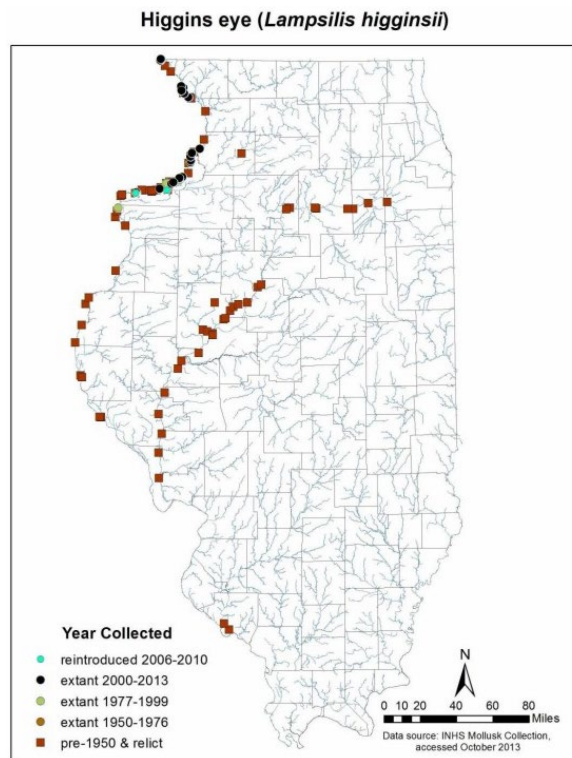 Higgins eye (Lampsilis higginsii)
Year Collected
reintroduced 2006-2010
extant 2000-2013
extant 1977-1999
extant 1950-1976
pre-1950 & relict
N
0 10 20 40 60 80
Miles
Data source: INHS Mollusk Collection,
accessed October 2013